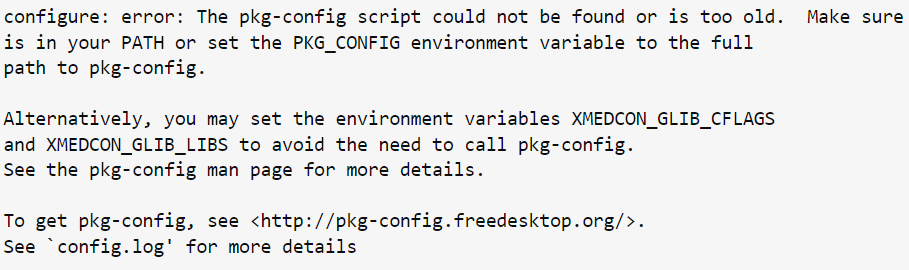 configure: error: The pkg-config script could not be found or is too old.  Make sure
is in your PATH or set the PKG_CONFIG environment variable to the full
path to pkg-config.

Alternatively, you may set the environment variables XMEDCON_GLIB_CFLAGS
and XMEDCON_GLIB_LIBS to avoid the need to call pkg-config.
See the pkg-config man page for more details.

To get pkg-config, see <http://pkg-config.freedesktop.org/>.
See `config.log' for more details